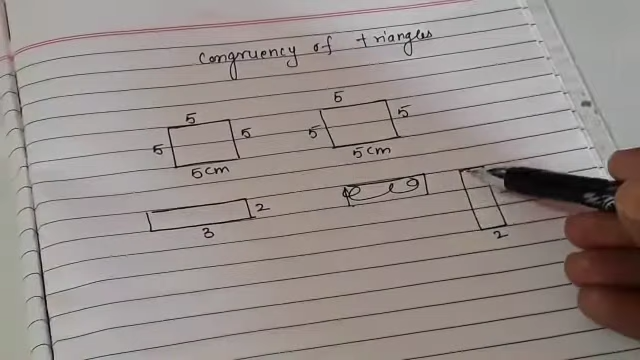 congruency of triangles
5 5
5 5 5 5
5cm 5cm
2
3 2